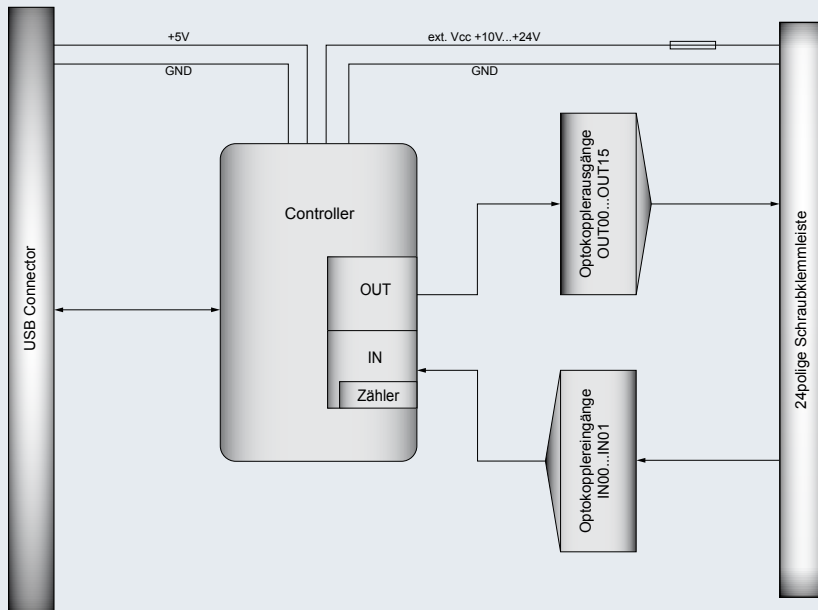 +5V
ext. Vcc +10V...+24V
GND
GND
USB Connector
Controller
OUT
IN
Zähler
Optokopplerausgänge
OUT00...OUT15
Optokopplereingänge
IN00...IN01
24polige Schraubklemmleiste